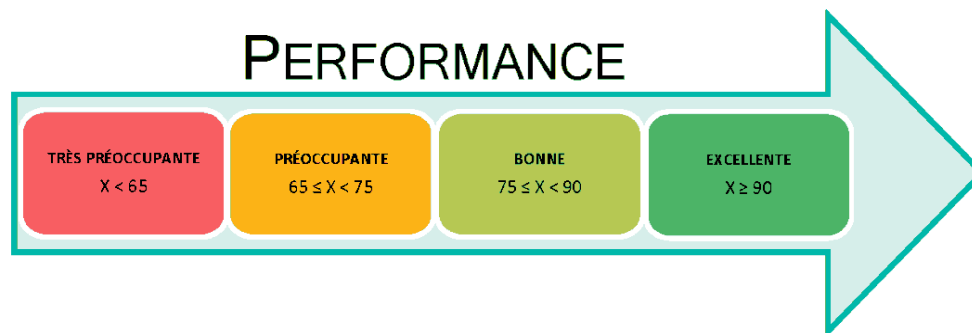 PERFORMANCE
TRÈS PRÉOCCUPANTE
X < 65
PRÉOCCUPANTE
65 ≤ X < 75
BONNE
75 ≤ X < 90
EXCELLENTE
X ≥ 90